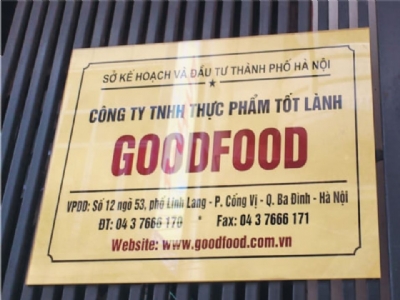 SỞ KẾ HOẠCH VÀ ĐẦU TƯ THÀNH PHỐ HÀ NỘI
CÔNG TY TNHH THỰC PHẨM TỐT LÀNH
GOODFOOD
VPDD: Số 12 ngõ 53, phố Linh Lang - P. Cống Vị - Q. Ba Đình - Hà Nội
ĐT: 04 3 7666 170 * Fax: 04 3 7666 171
Website: www.goodfood.com.vn